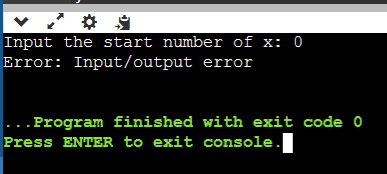 Input the start number of x: 0
Error: Input/output error
...Program finished with exit code 0
Press ENTER to exit console.